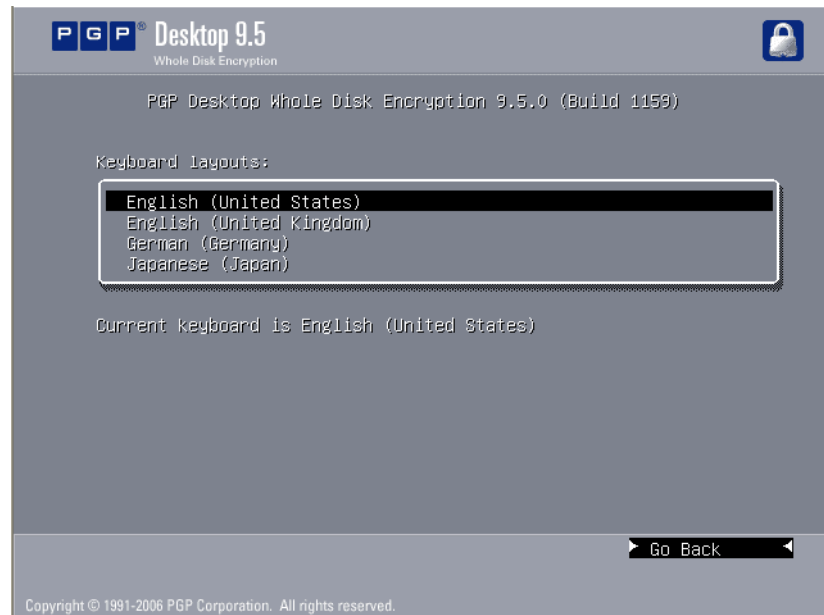 PGP® Desktop 9.5
Whole Disk Encryption
PGP Desktop Whole Disk Encryption 9.5.0 (Build 1159)
Keyboard layouts:
English (United States)
English (United Kingdom)
German (Germany)
Japanese (Japan)
Current keyboard is English (United States)
Go Back
Copyright © 1991-2006 PGP Corporation. All rights reserved.